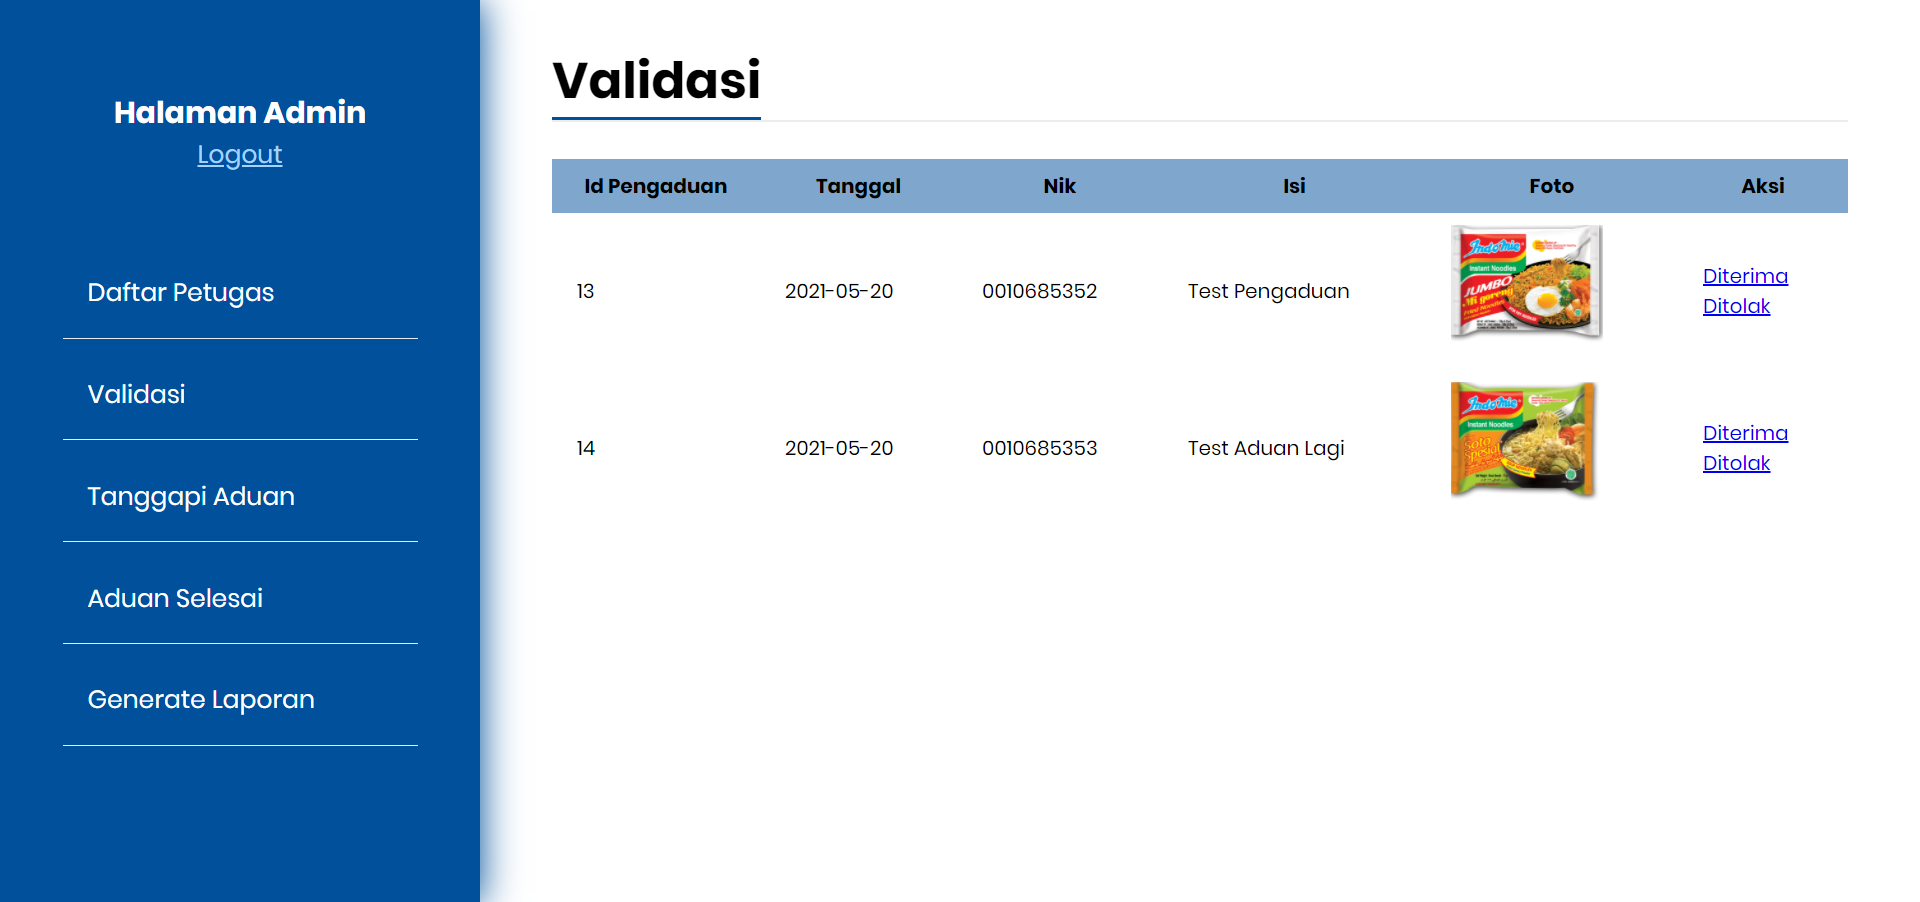 Halaman Admin
Logout
Daftar Petugas
Validasi
Tanggapi Aduan
Aduan Selesai
Generate Laporan
Validasi
Id Pengaduan Tanggal Nik Isi Foto Aksi
13 2021-05-20 0010685352 Test Pengaduan
Indomie
Instant Noodles
JUMBO
Mi goreng
Fried Noodles
Diterima
Ditolak
14 2021-05-20 0010685353 Test Aduan Lagi
Indomie
Instant Noodles
Soto
Spesial
Diterima
Ditolak